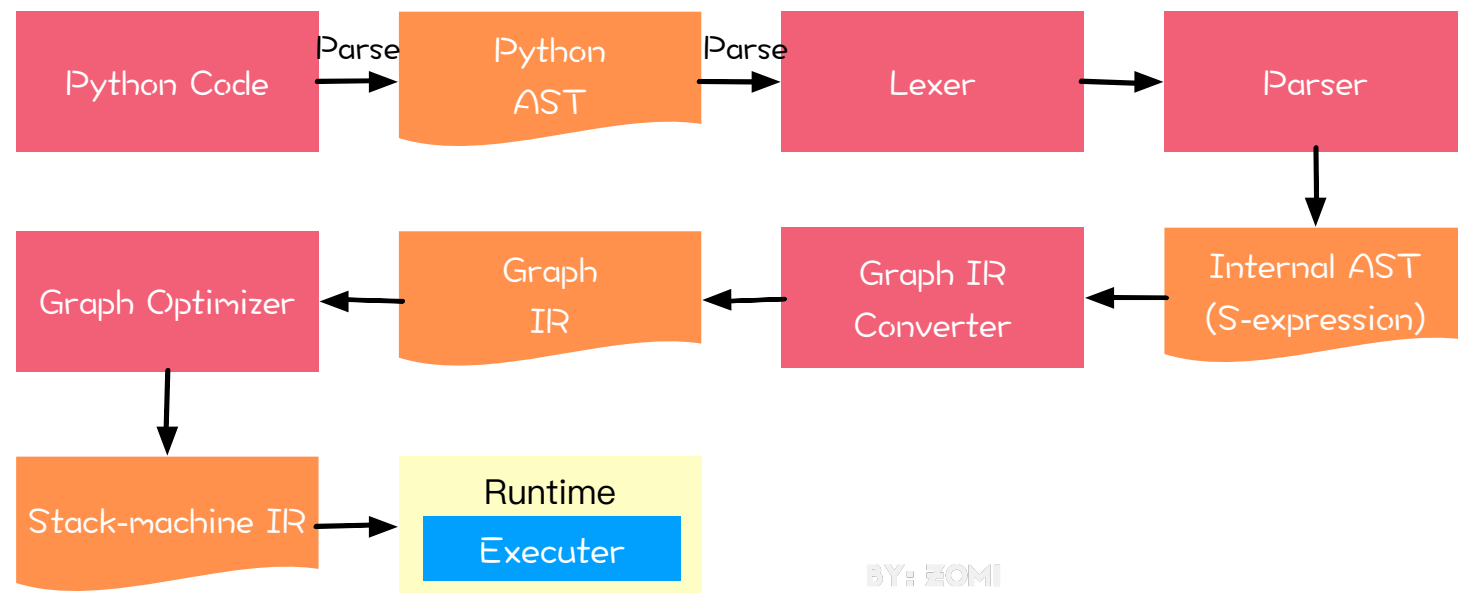 Parse
Parse
Python Code
Python
AST
Lexer
Parser
Graph Optimizer
Graph
IR
Graph IR
Converter
Internal AST
(S-expression)
Stack-machine IR
Runtime
Executer
BY: ZOMI